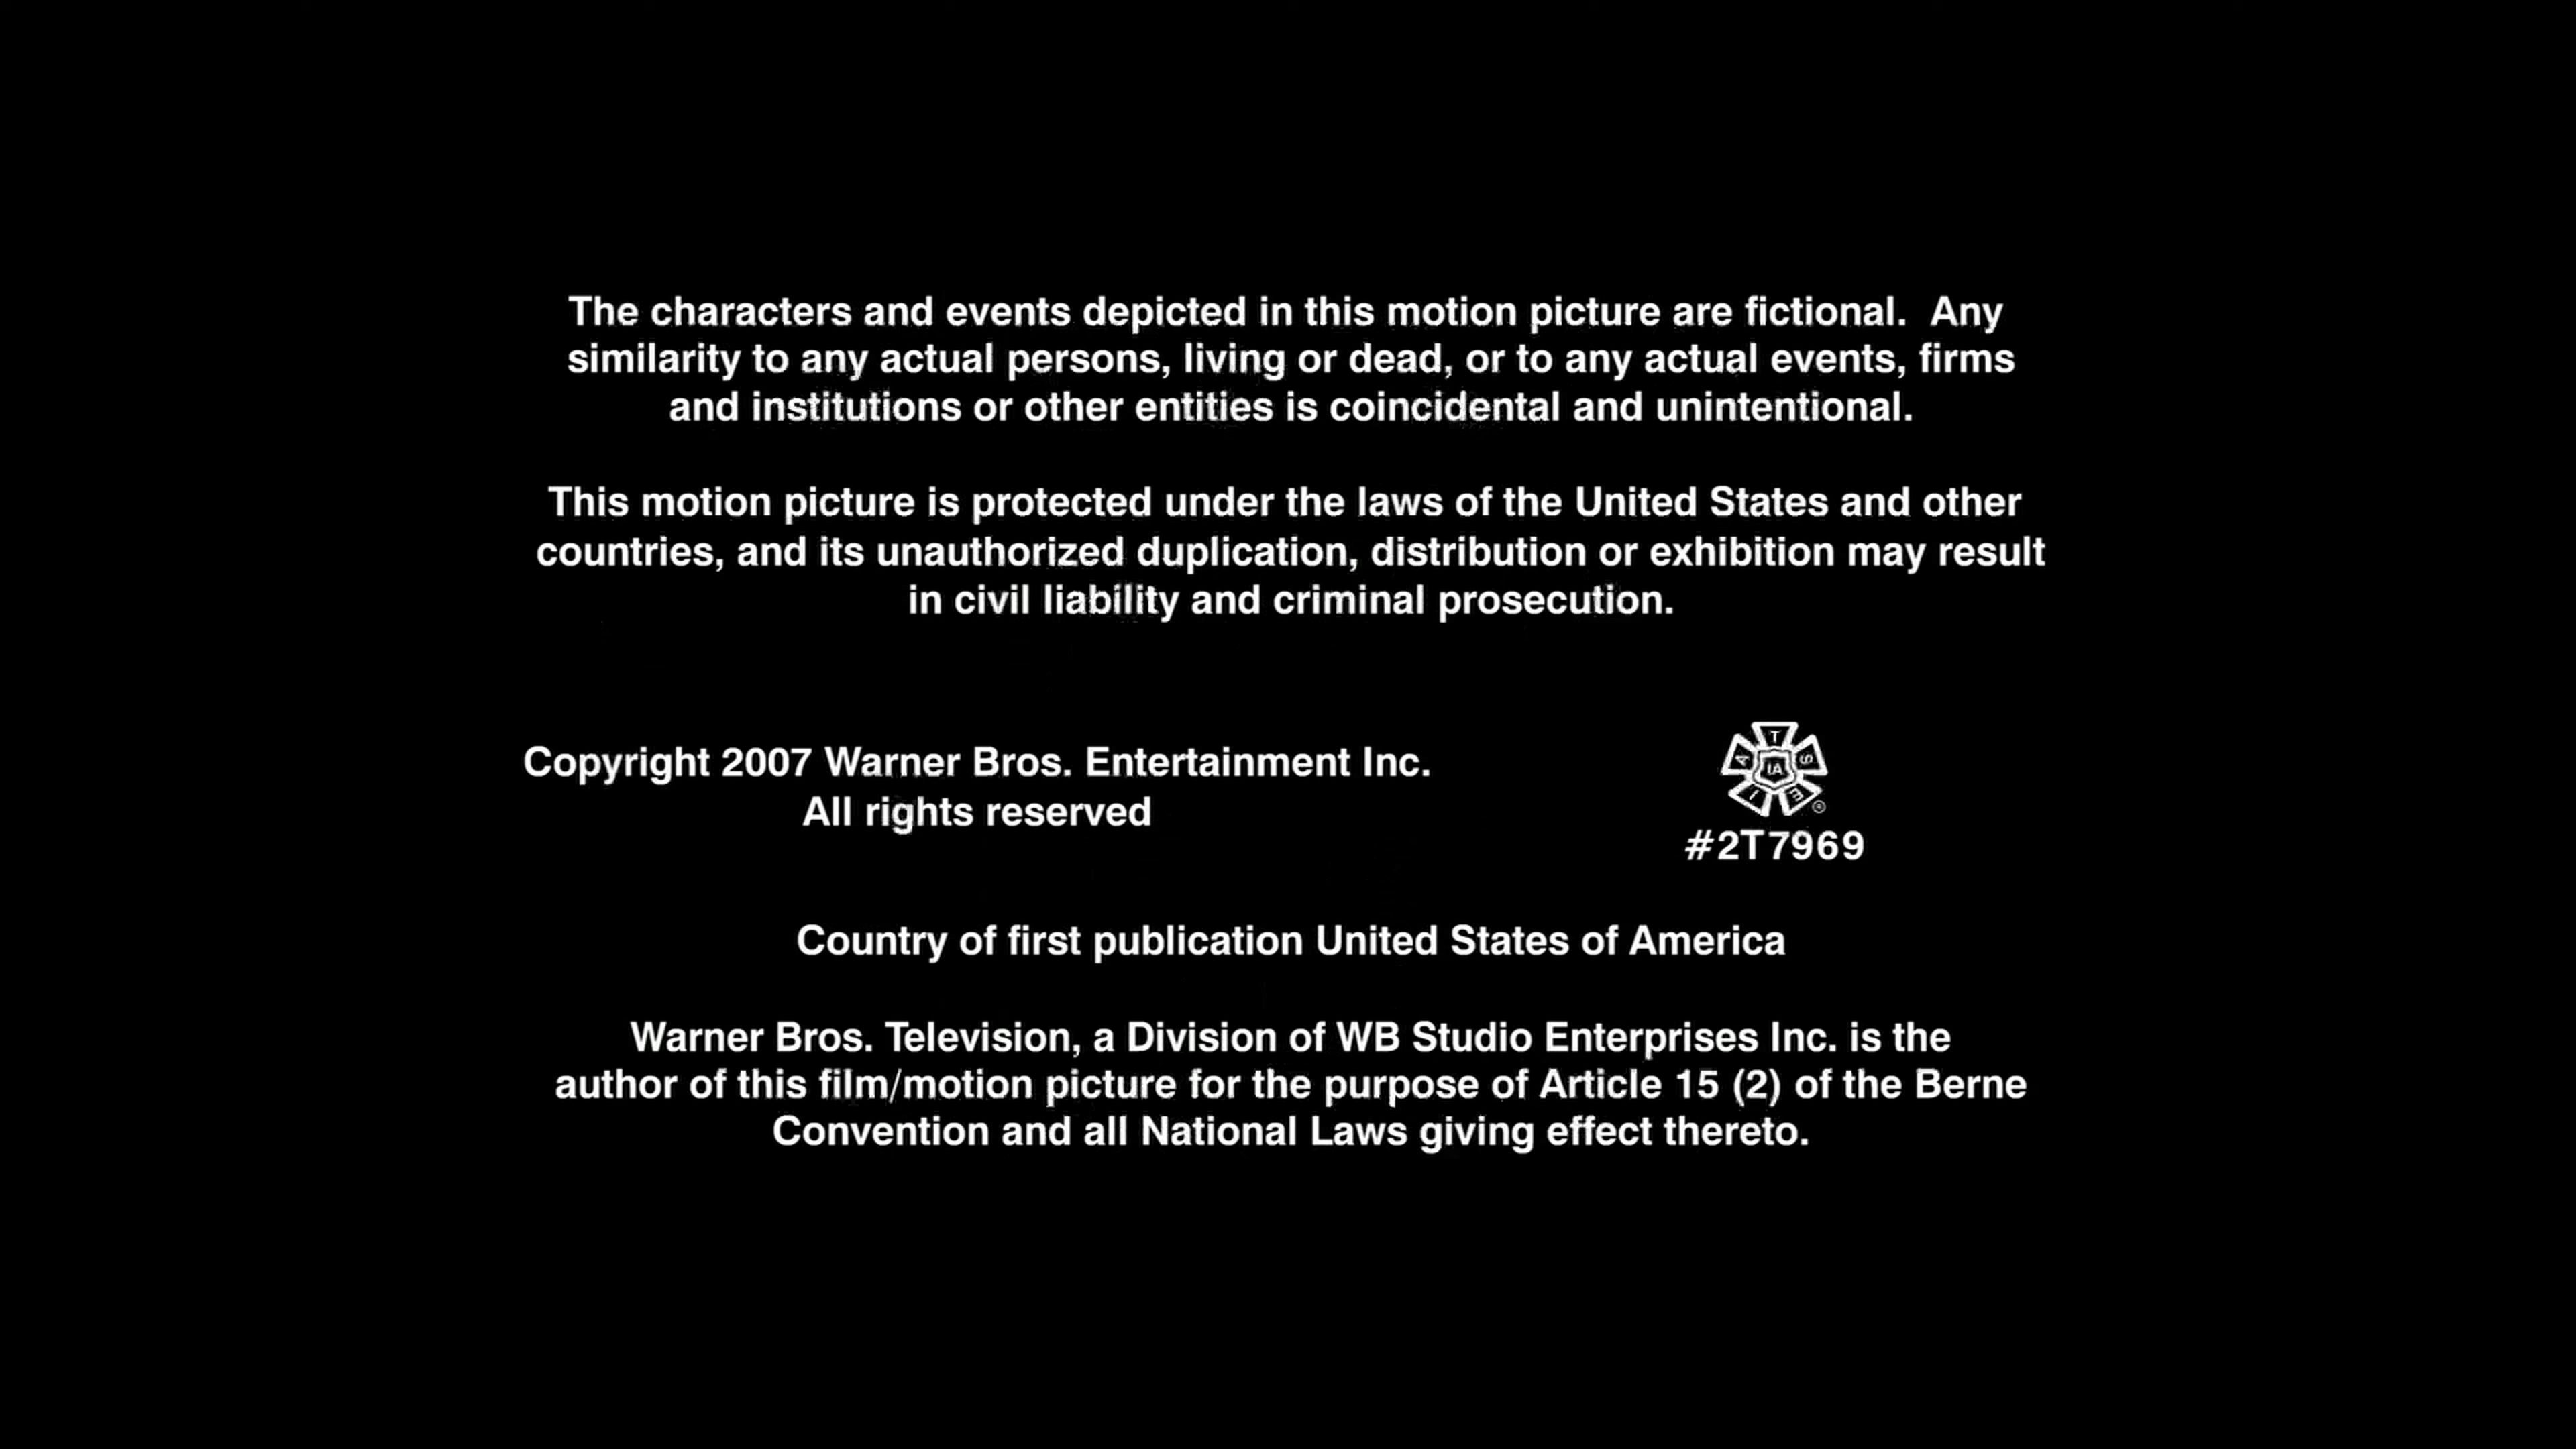 The characters and events depicted in this motion picture are fictional.  Any
similarity to any actual persons, living or dead, or to any actual events, firms
and institutions or other entities is coincidental and unintentional.
This motion picture is protected under the laws of the United States and other
countries, and its unauthorized duplication, distribution or exhibition may result
in civil liability and criminal prosecution.
Copyright 2007 Warner Bros. Entertainment Inc.
All rights reserved
I A T S E
IA
®
#2T7969
Country of first publication United States of America
Warner Bros. Television, a Division of WB Studio Enterprises Inc. is the
author of this film/motion picture for the purpose of Article 15 (2) of the Berne
Convention and all National Laws giving effect thereto.